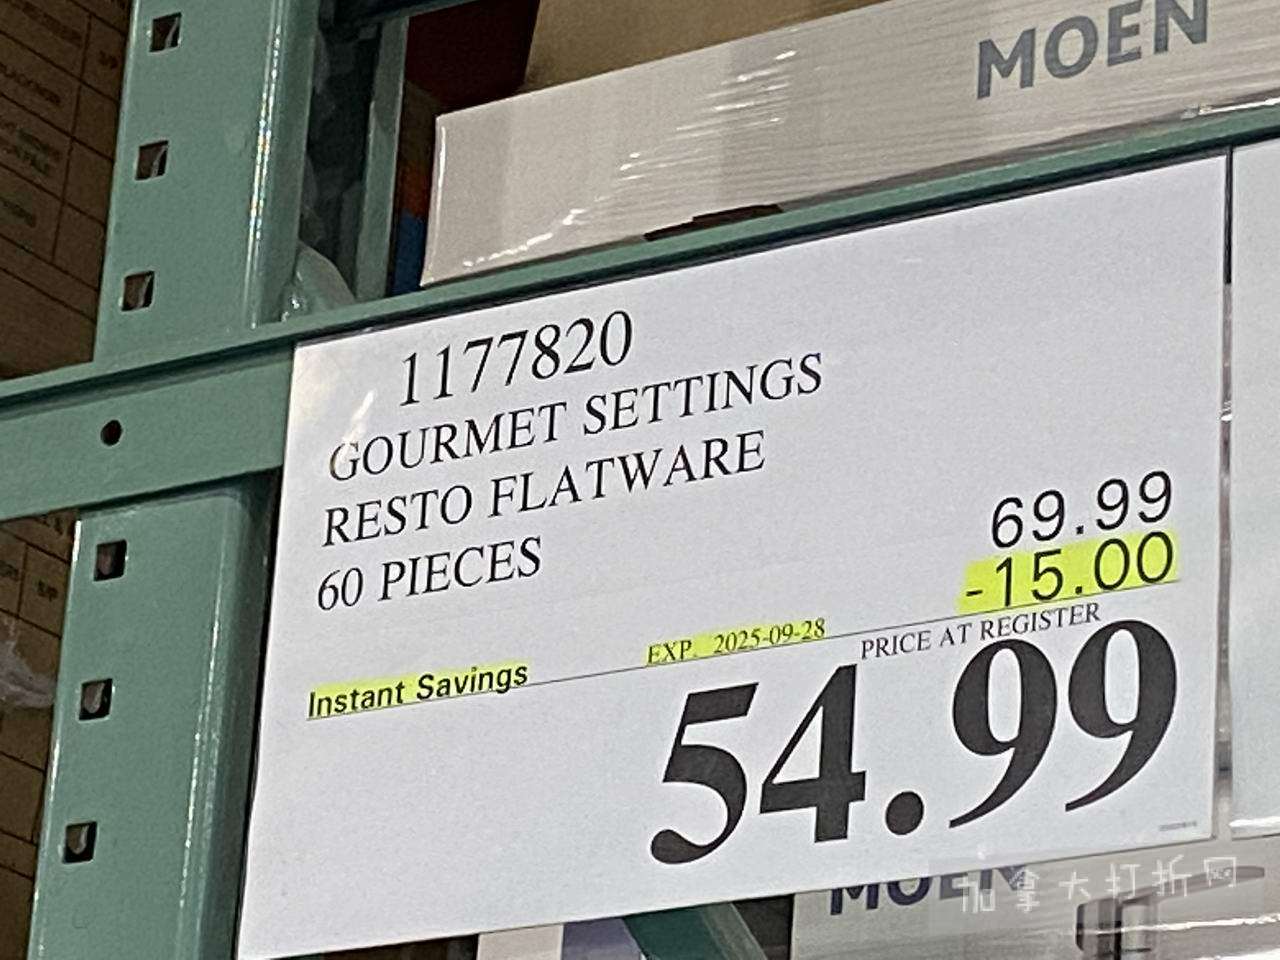 MOEN
1177820
GOURMET SETTINGS
RESTO FLATWARE
60 PIECES
69.99
-15.00
Instant Savings
EXP. 2025-09-28
PRICE AT REGISTER
54.99
MOEN
加拿大打折网